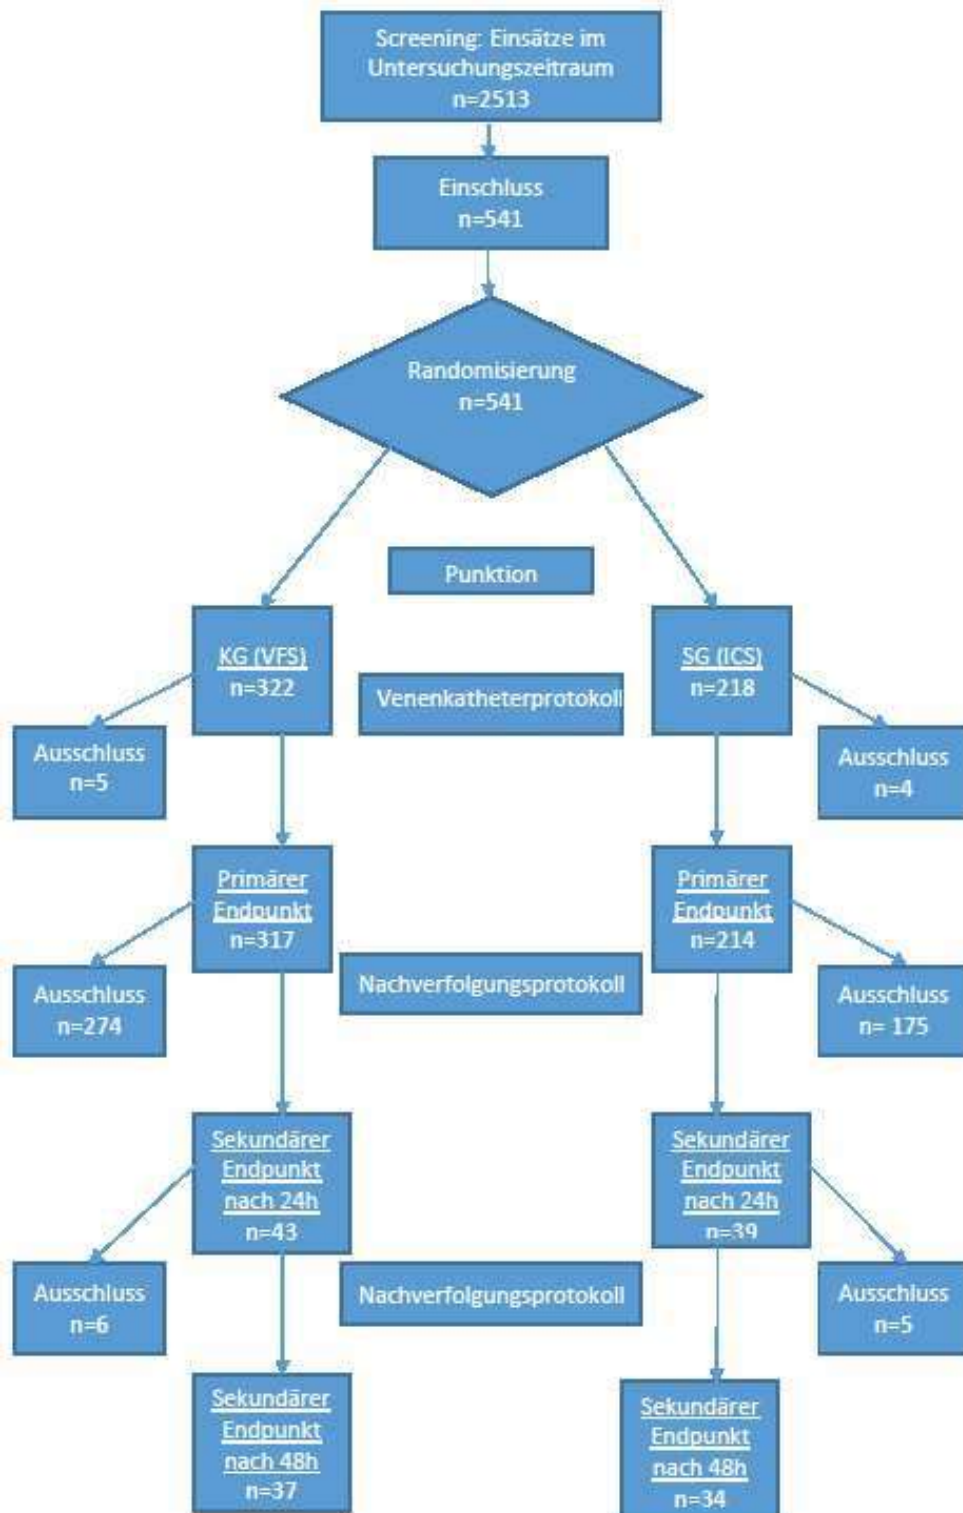 Screening: Einsätze im
Untersuchungszeitraum
n=2513
Einschluss
n=541
Randomisierung
n=541
Punktion
KG (VFS)
n=322
SG (ICS)
n=218
Venenkatheterprotokoll
Ausschluss
n=5
Ausschluss
n=4
Primärer
Endpunkt
n=317
Primärer
Endpunkt
n=214
Nachverfolgungsprotokoll
Ausschluss
n=274
Ausschluss
n= 175
Sekundärer
Endpunkt
nach 24h
n=43
Sekundärer
Endpunkt
nach 24h
n=39
Nachverfolgungsprotokoll
Ausschluss
n=6
Ausschluss
n=5
Sekundärer
Endpunkt
nach 48h
n=37
Sekundärer
Endpunkt
nach 48h
n=34